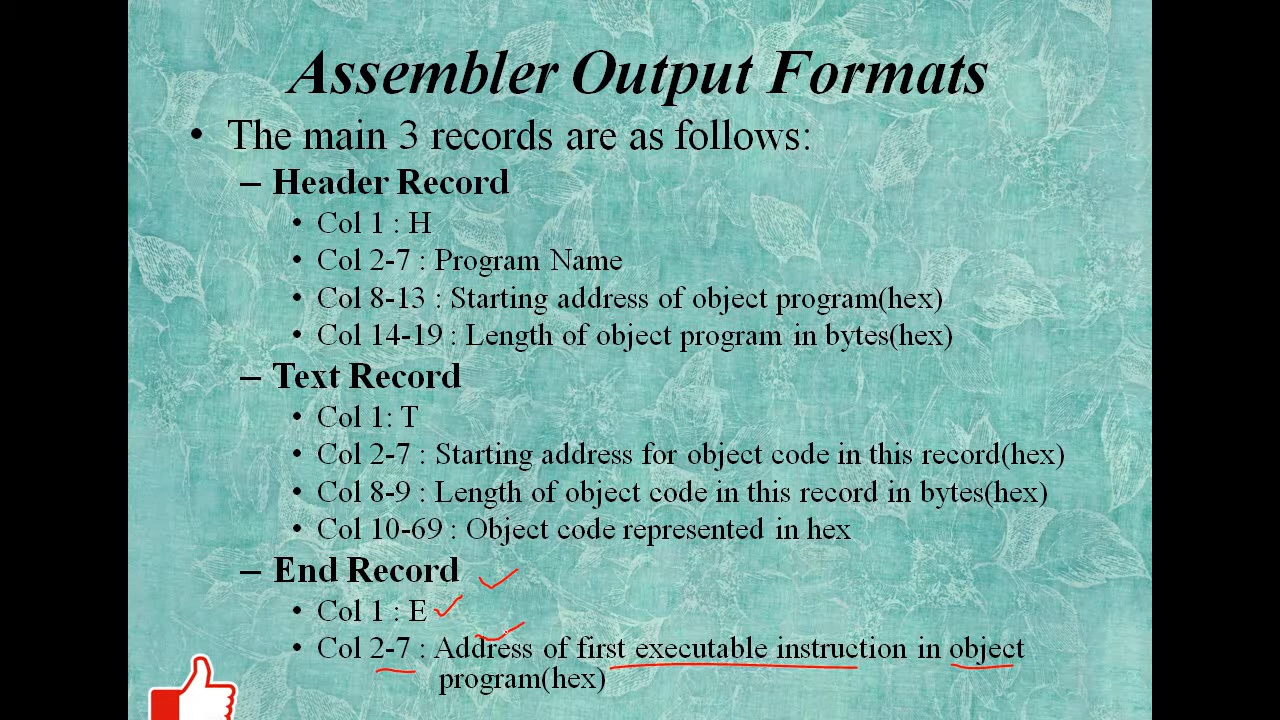 Assembler Output Formats
• The main 3 records are as follows:
– Header Record
• Col 1 : H
• Col 2-7 : Program Name
• Col 8-13 : Starting address of object program(hex)
• Col 14-19 : Length of object program in bytes(hex)
– Text Record
• Col 1: T
• Col 2-7 : Starting address for object code in this record(hex)
• Col 8-9 : Length of object code in this record in bytes(hex)
• Col 10-69 : Object code represented in hex
– End Record
• Col 1 : E
• Col 2-7 : Address of first executable instruction in object
program(hex)